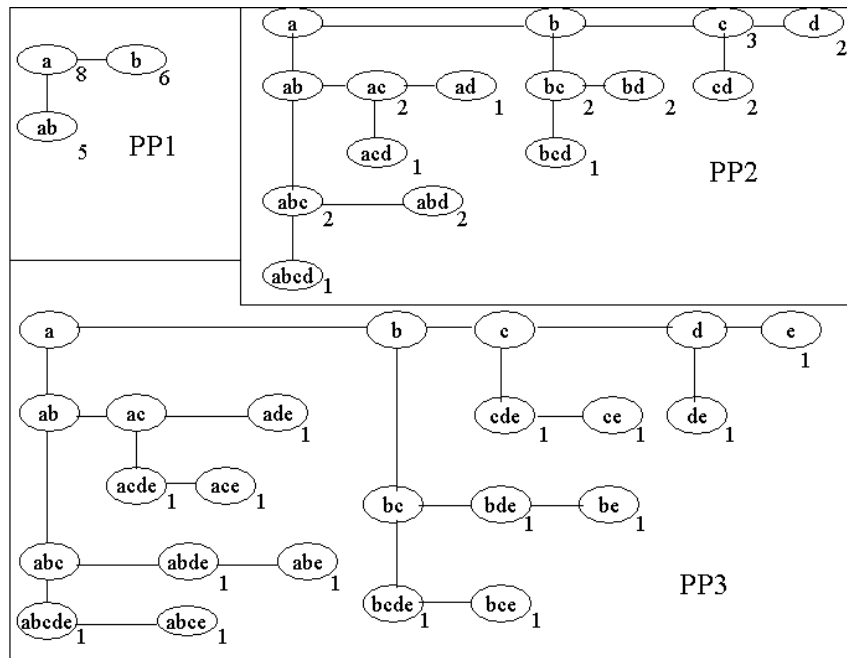 a 8 b 6
ab 5
PP1
a b c 3 d 2
ab ac 2 ad 1 bc 2 bd 2 cd 2
acd 1 bcd 1
PP2
abc 2 abd 2
abcd 1
a b c d e 1
ab ac ade 1 cde 1 ce 1 de 1
acde 1 ace 1
bc bde 1 be 1
abc abde 1 abe 1
PP3
bcde 1 bce 1
abcde 1 abce 1